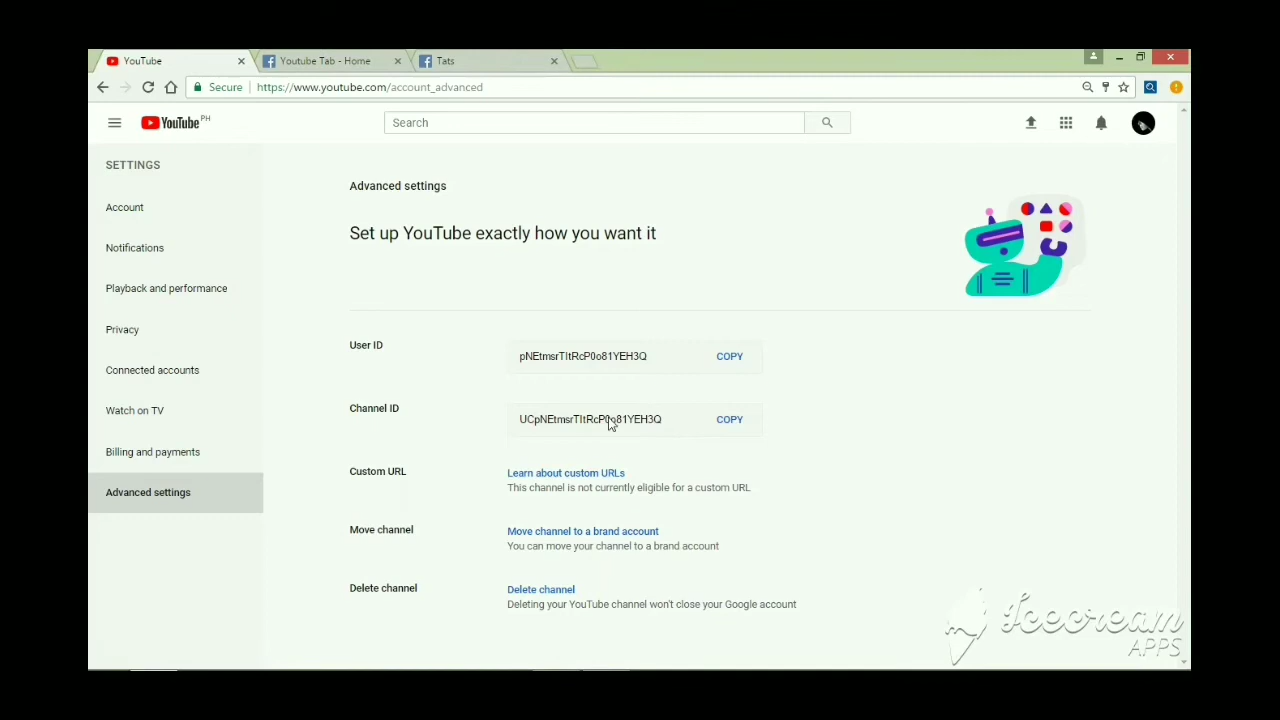 YouTube
Youtube Tab - Home
Tats
Secure
https://www.youtube.com/account_advanced
YouTube PH
Search
SETTINGS
Account
Notifications
Playback and performance
Privacy
Connected accounts
Watch on TV
Billing and payments
Advanced settings
Advanced settings
Set up YouTube exactly how you want it
User ID
pNEtmsrTItRcP0o81YEH3Q
COPY
Channel ID
UCpNEtmsrTItRcP0o81YEH3Q
COPY
Custom URL
Learn about custom URLs
This channel is not currently eligible for a custom URL
Move channel
Move channel to a brand account
You can move your channel to a brand account
Delete channel
Delete channel
Deleting your YouTube channel won't close your Google account
Icecream
APPS